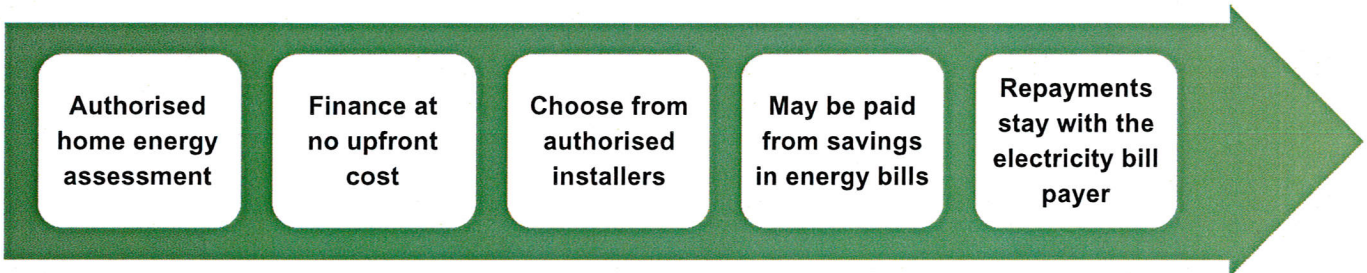 Authorised
home energy
assessment
Finance at
no upfront
cost
Choose from
authorised
installers
May be paid
from savings
in energy bills
Repayments
stay with the
electricity bill
payer